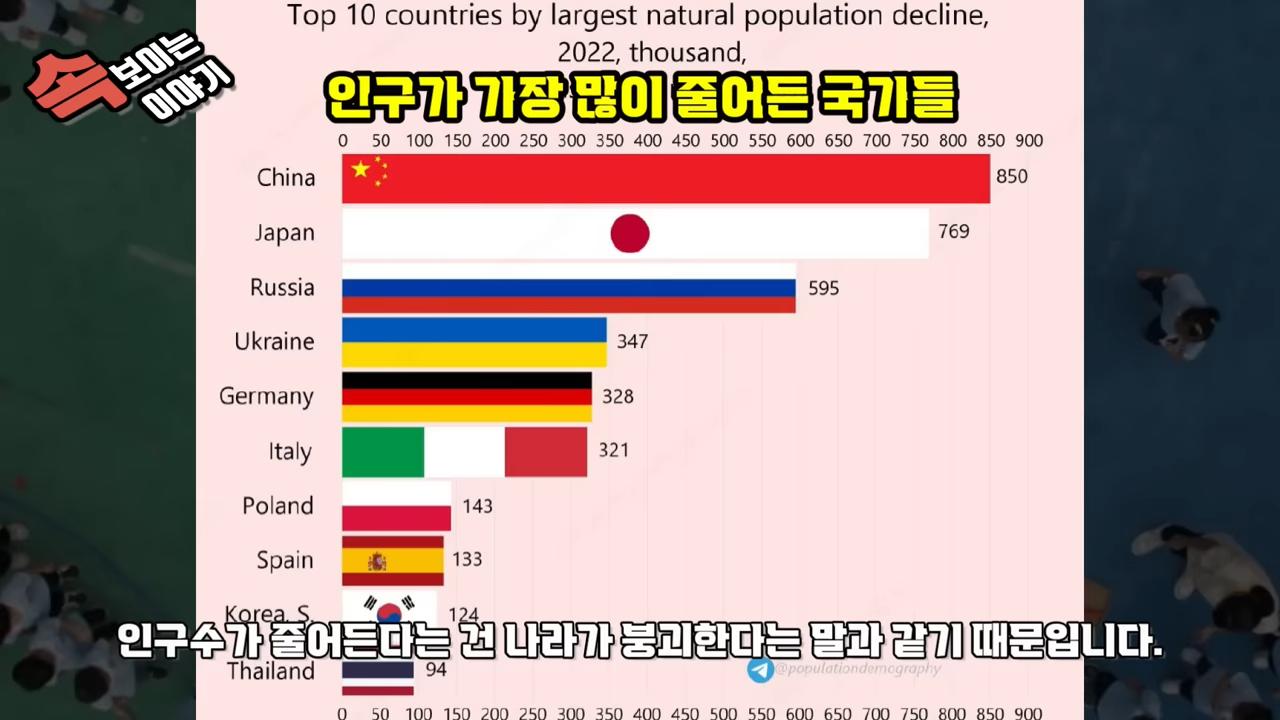 Top 10 countries by largest natural population decline,
2022, thousand,
속
보이는
이야기
인구가 가장 많이 줄어든 국가들
0 50 100 150 200 250 300 350 400 450 500 550 600 650 700 750 800 850 900
China 850
Japan 769
Russia 595
Ukraine 347
Germany 328
Italy 321
Poland 143
Spain 133
Korea, S. 124
인구수가 줄어든다는 건 나라가 붕괴한다는 말과 같기 때문입니다.
Thailand 94
@populationdemography
0 50 100 150 200 250 300 350 400 450 500 550 600 650 700 750 800 850 900